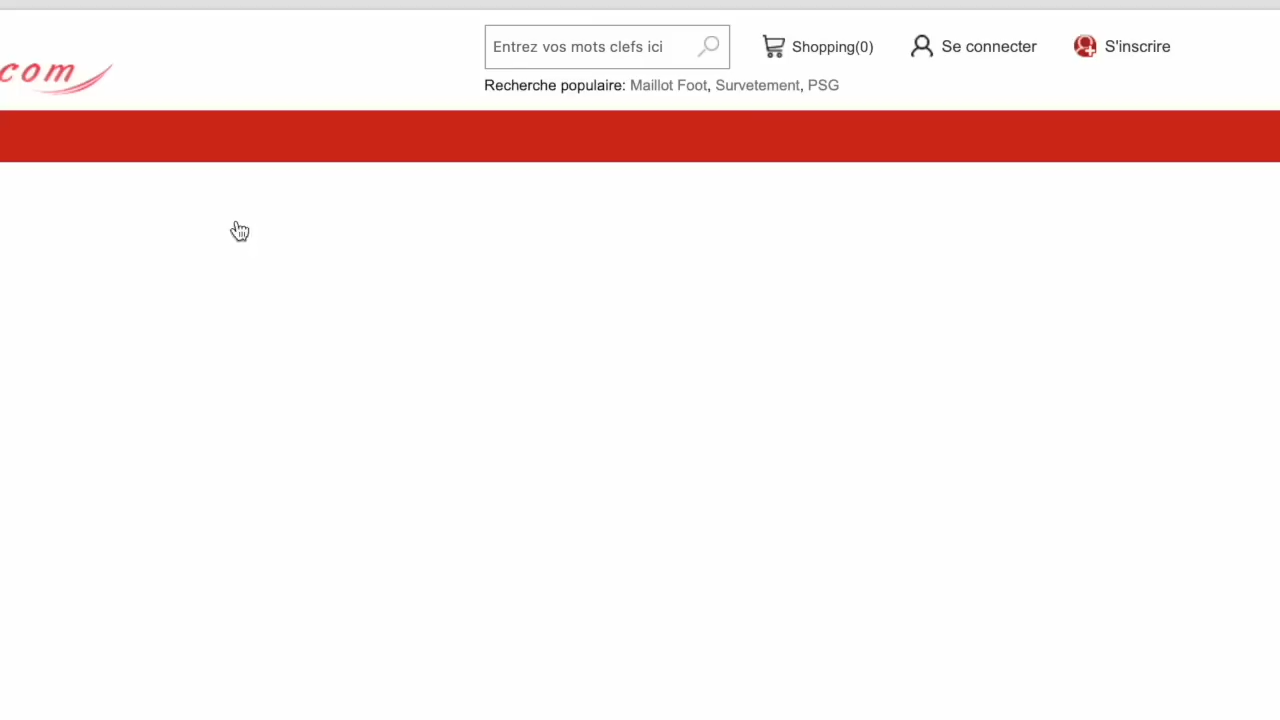 com
Entrez vos mots clefs ici
Shopping(0)
Se connecter
S'inscrire
Recherche populaire: Maillot Foot, Survetement, PSG